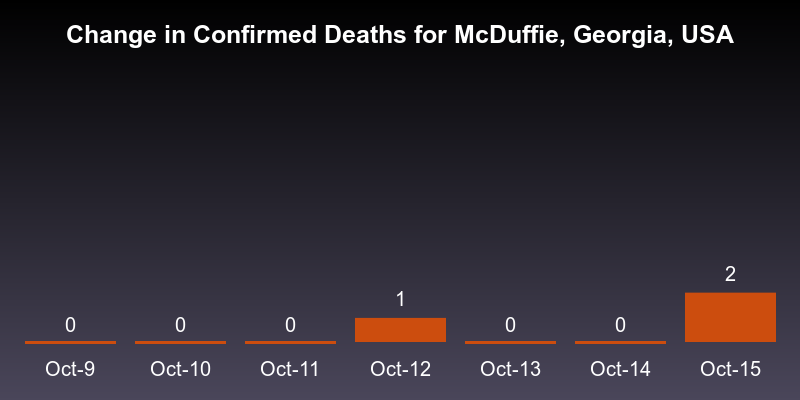 Change in Confirmed Deaths for McDuffie, Georgia, USA
2
1
0 0 0 0 0
Oct-9 Oct-10 Oct-11 Oct-12 Oct-13 Oct-14 Oct-15